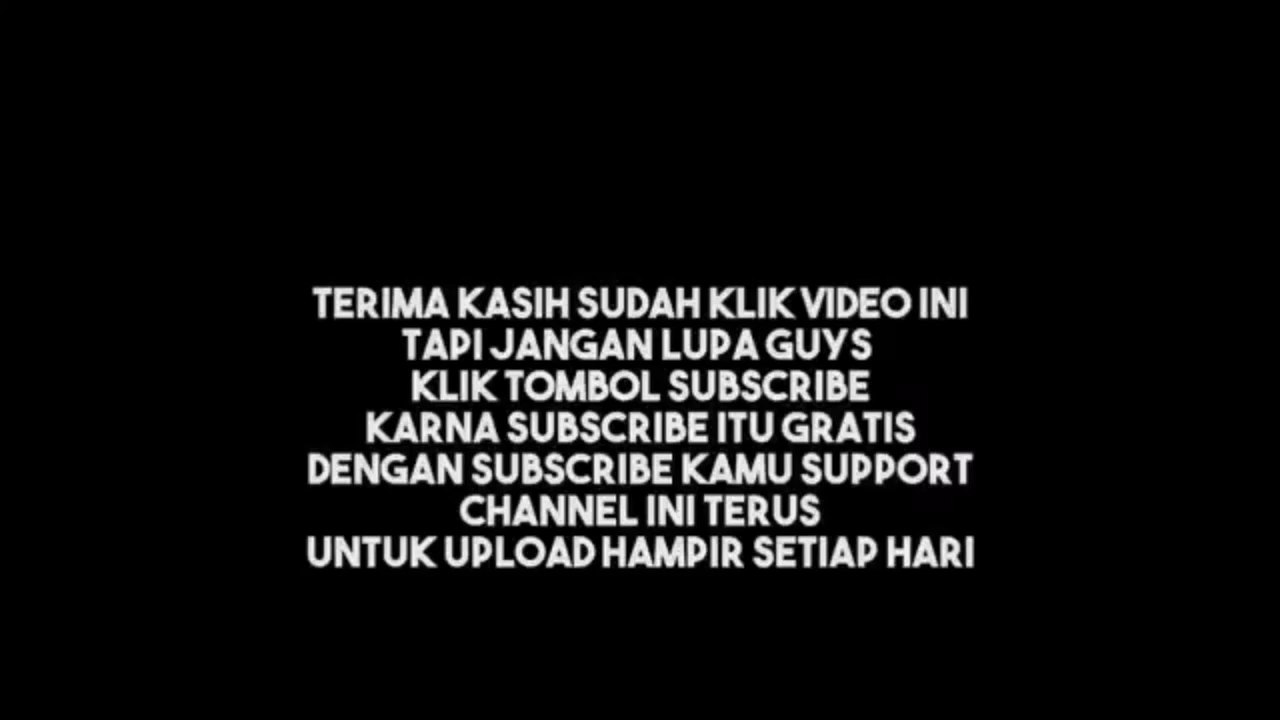 TERIMA KASIH SUDAH KLIK VIDEO INI
TAPI JANGAN LUPA GUYS
KLIK TOMBOL SUBSCRIBE
KARNA SUBSCRIBE ITU GRATIS
DENGAN SUBSCRIBE KAMU SUPPORT
CHANNEL INI TERUS
UNTUK UPLOAD HAMPIR SETIAP HARI